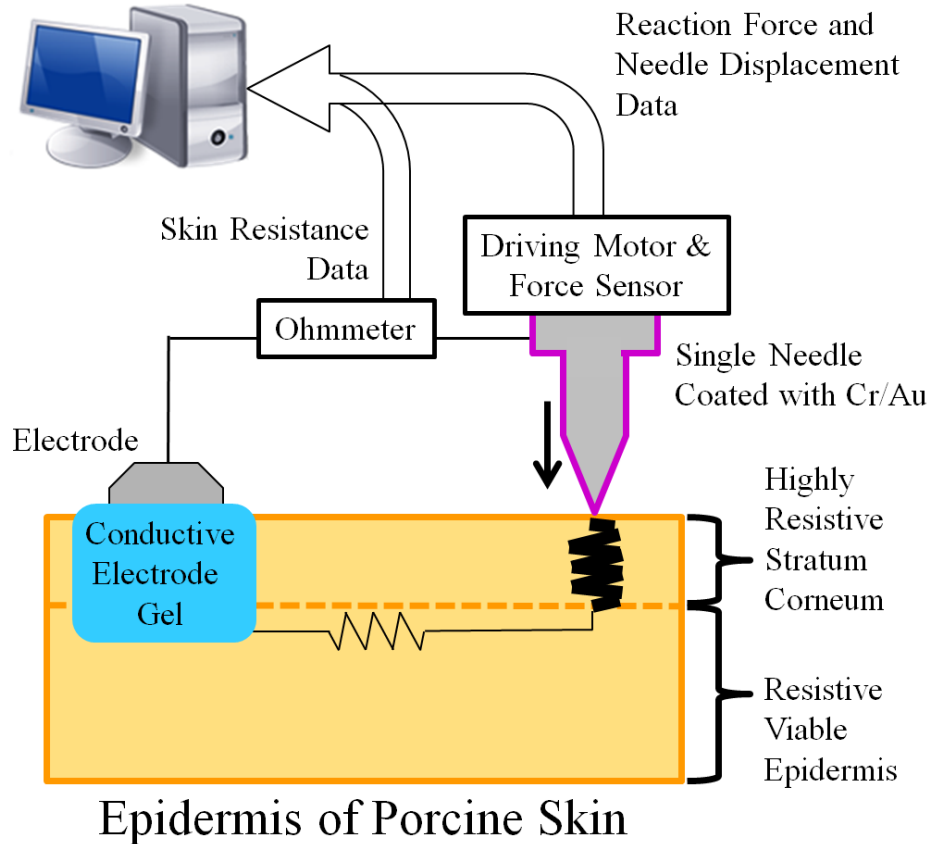 Reaction Force and
Needle Displacement
Data
Skin Resistance
Data
Driving Motor &
Force Sensor
Ohmmeter
Single Needle
Coated with Cr/Au
Electrode
Conductive
Electrode
Gel
Highly
Resistive
Stratum
Corneum
Resistive
Viable
Epidermis
Epidermis of Porcine Skin